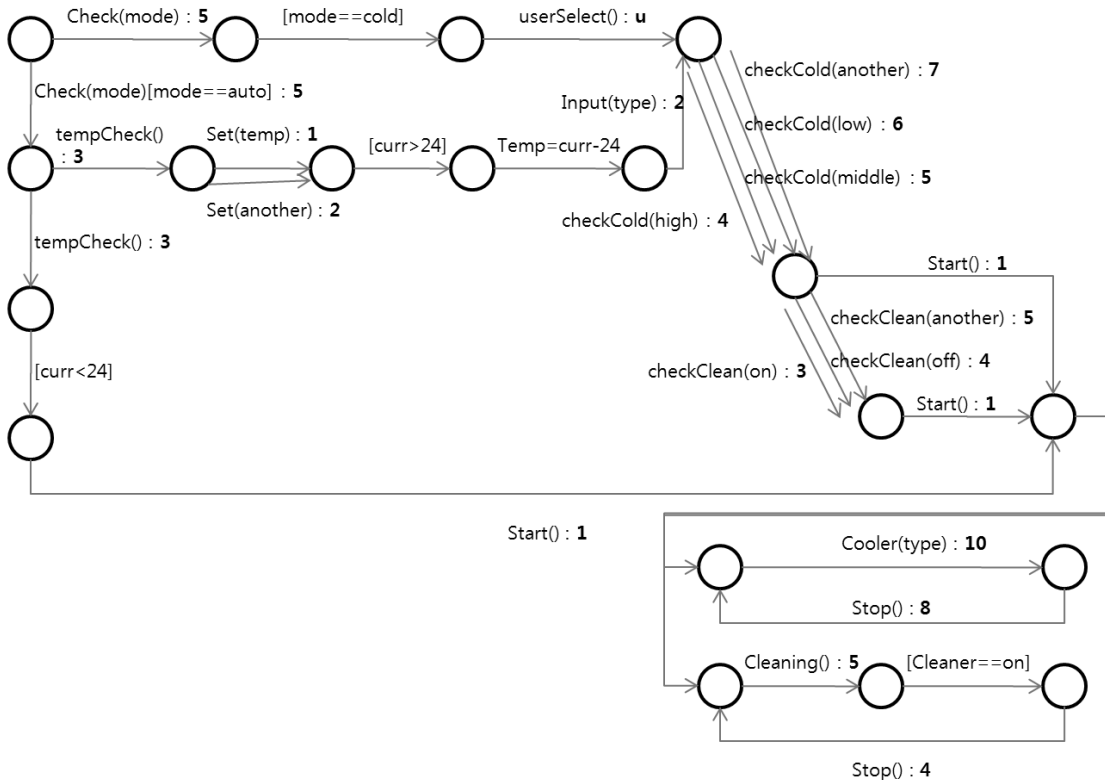 Check(mode) : 5
[mode==cold]
userSelect() : u
checkCold(another) : 7
Check(mode)[mode==auto] : 5
Input(type) : 2
checkCold(low) : 6
tempCheck()
: 3
Set(temp) : 1
[curr>24]
Temp=curr-24
checkCold(middle) : 5
Set(another) : 2
checkCold(high) : 4
tempCheck() : 3
Start() : 1
checkClean(another) : 5
[curr<24]
checkClean(on) : 3
checkClean(off) : 4
Start() : 1
Start() : 1
Cooler(type) : 10
Stop() : 8
Cleaning() : 5
[Cleaner==on]
Stop() : 4